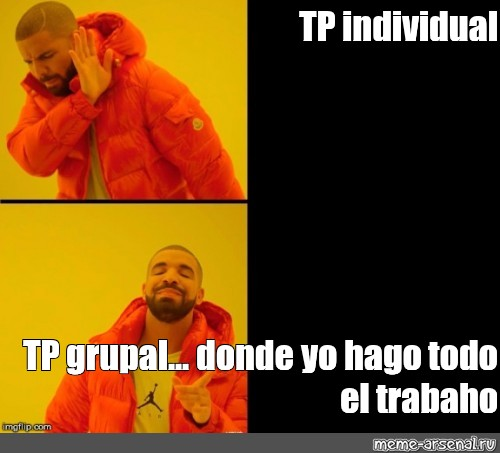 TP individual
TP grupal... donde yo hago todo
el trabaho
imgflip.com
meme-arsenal.ru